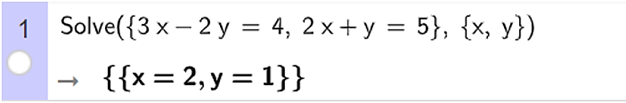 1 Solve({3 x − 2 y = 4, 2 x + y = 5}, {x, y})
→ {{x = 2, y = 1}}